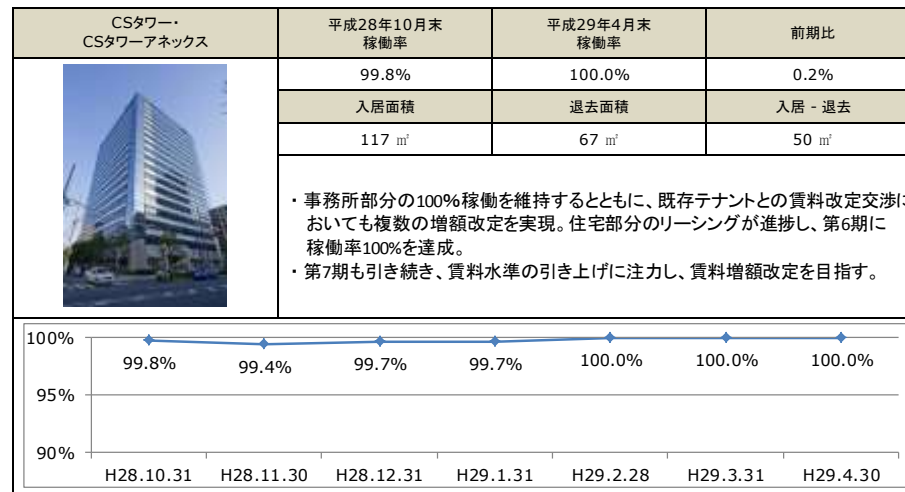 CSタワー・
CSタワーアネックス
平成28年10月末
稼働率
平成29年4月末
稼働率
前期比
99.8%
100.0%
0.2%
入居面積
退去面積
入居 - 退去
117 ㎡
67 ㎡
50 ㎡
・事務所部分の100%稼働を維持するとともに、既存テナントとの賃料改定交渉に
おいても複数の増額改定を実現。住宅部分のリーシングが進捗し、第6期に
稼働率100%を達成。
・第7期も引き続き、賃料水準の引き上げに注力し、賃料増額改定を目指す。
100%
95%
90%
99.8%
99.4%
99.7%
99.7%
100.0%
100.0%
100.0%
H28.10.31
H28.11.30
H28.12.31
H29.1.31
H29.2.28
H29.3.31
H29.4.30